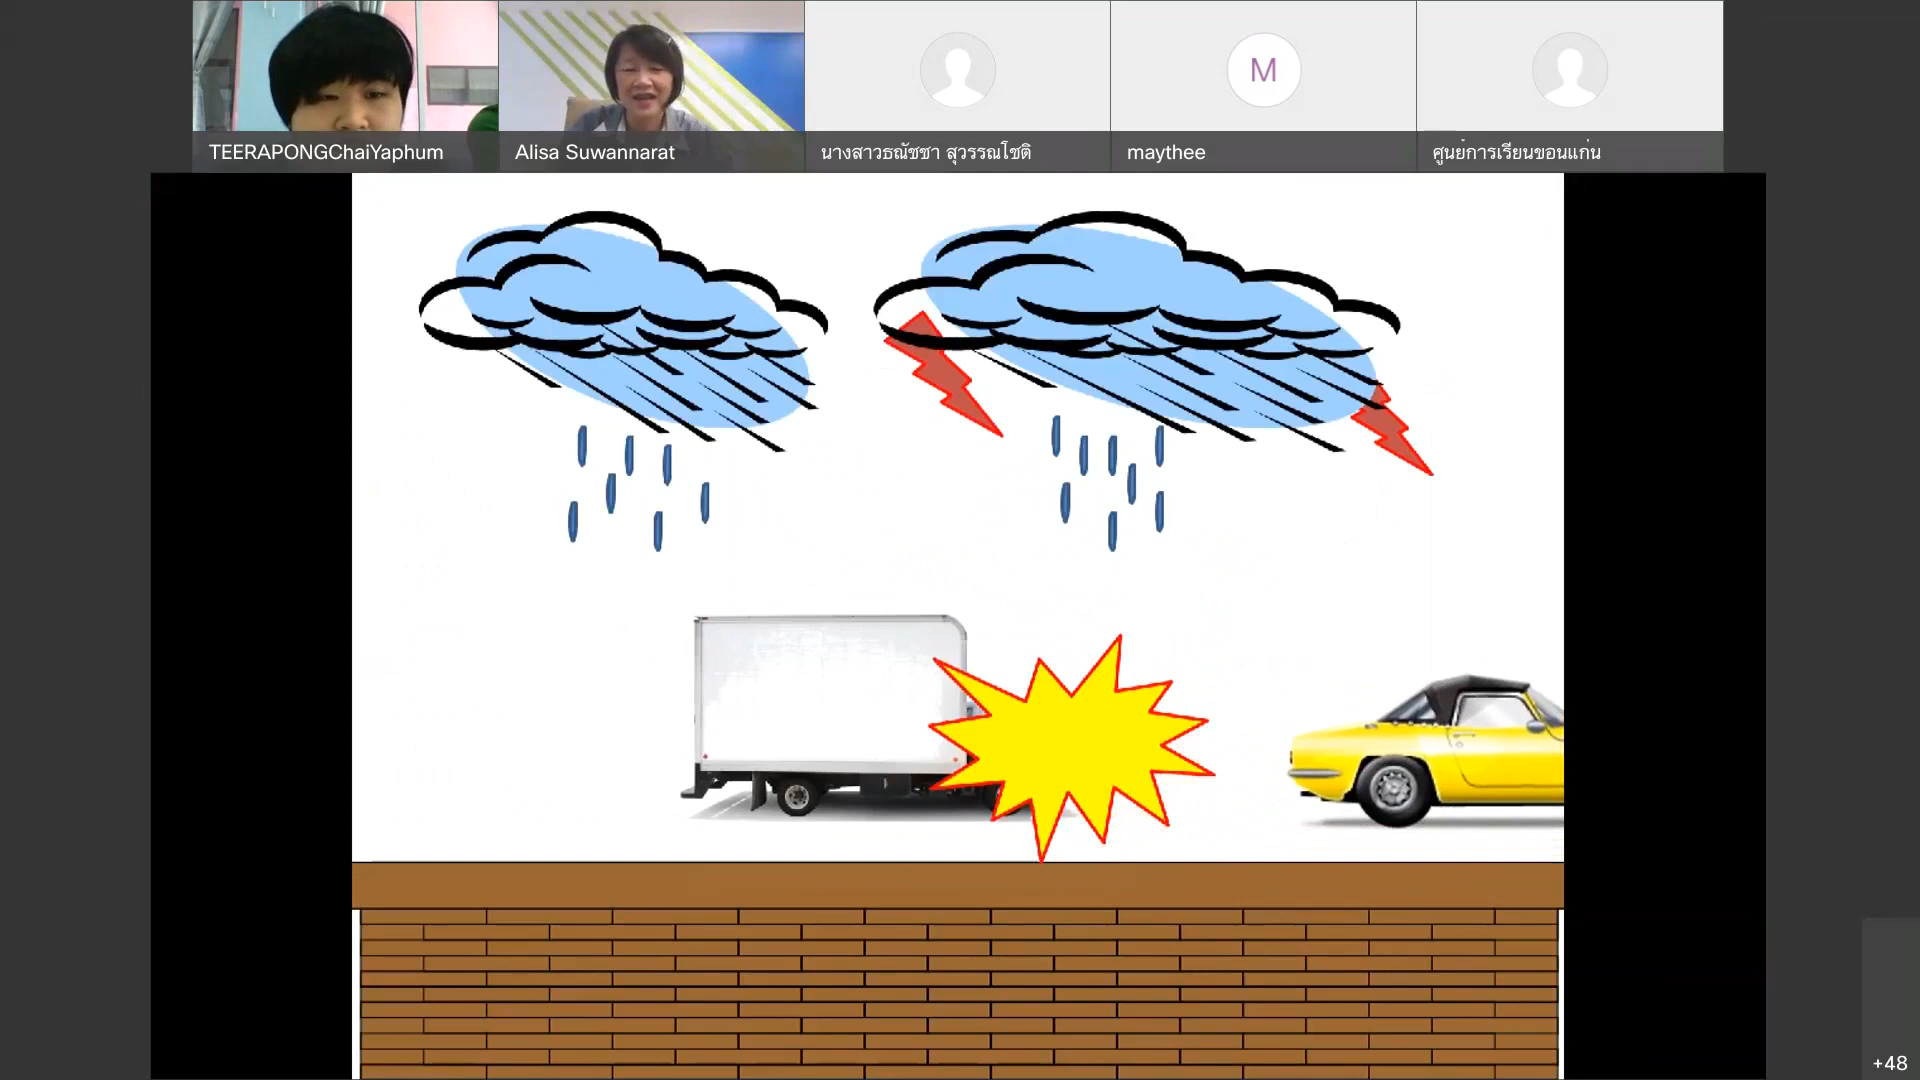 TEERAPONGChaiYaphum
Alisa Suwannarat
นางสาวธณัชชา สุวรรณโชติ
M
maythee
ศูนย์การเรียนขอนแก่น
+48